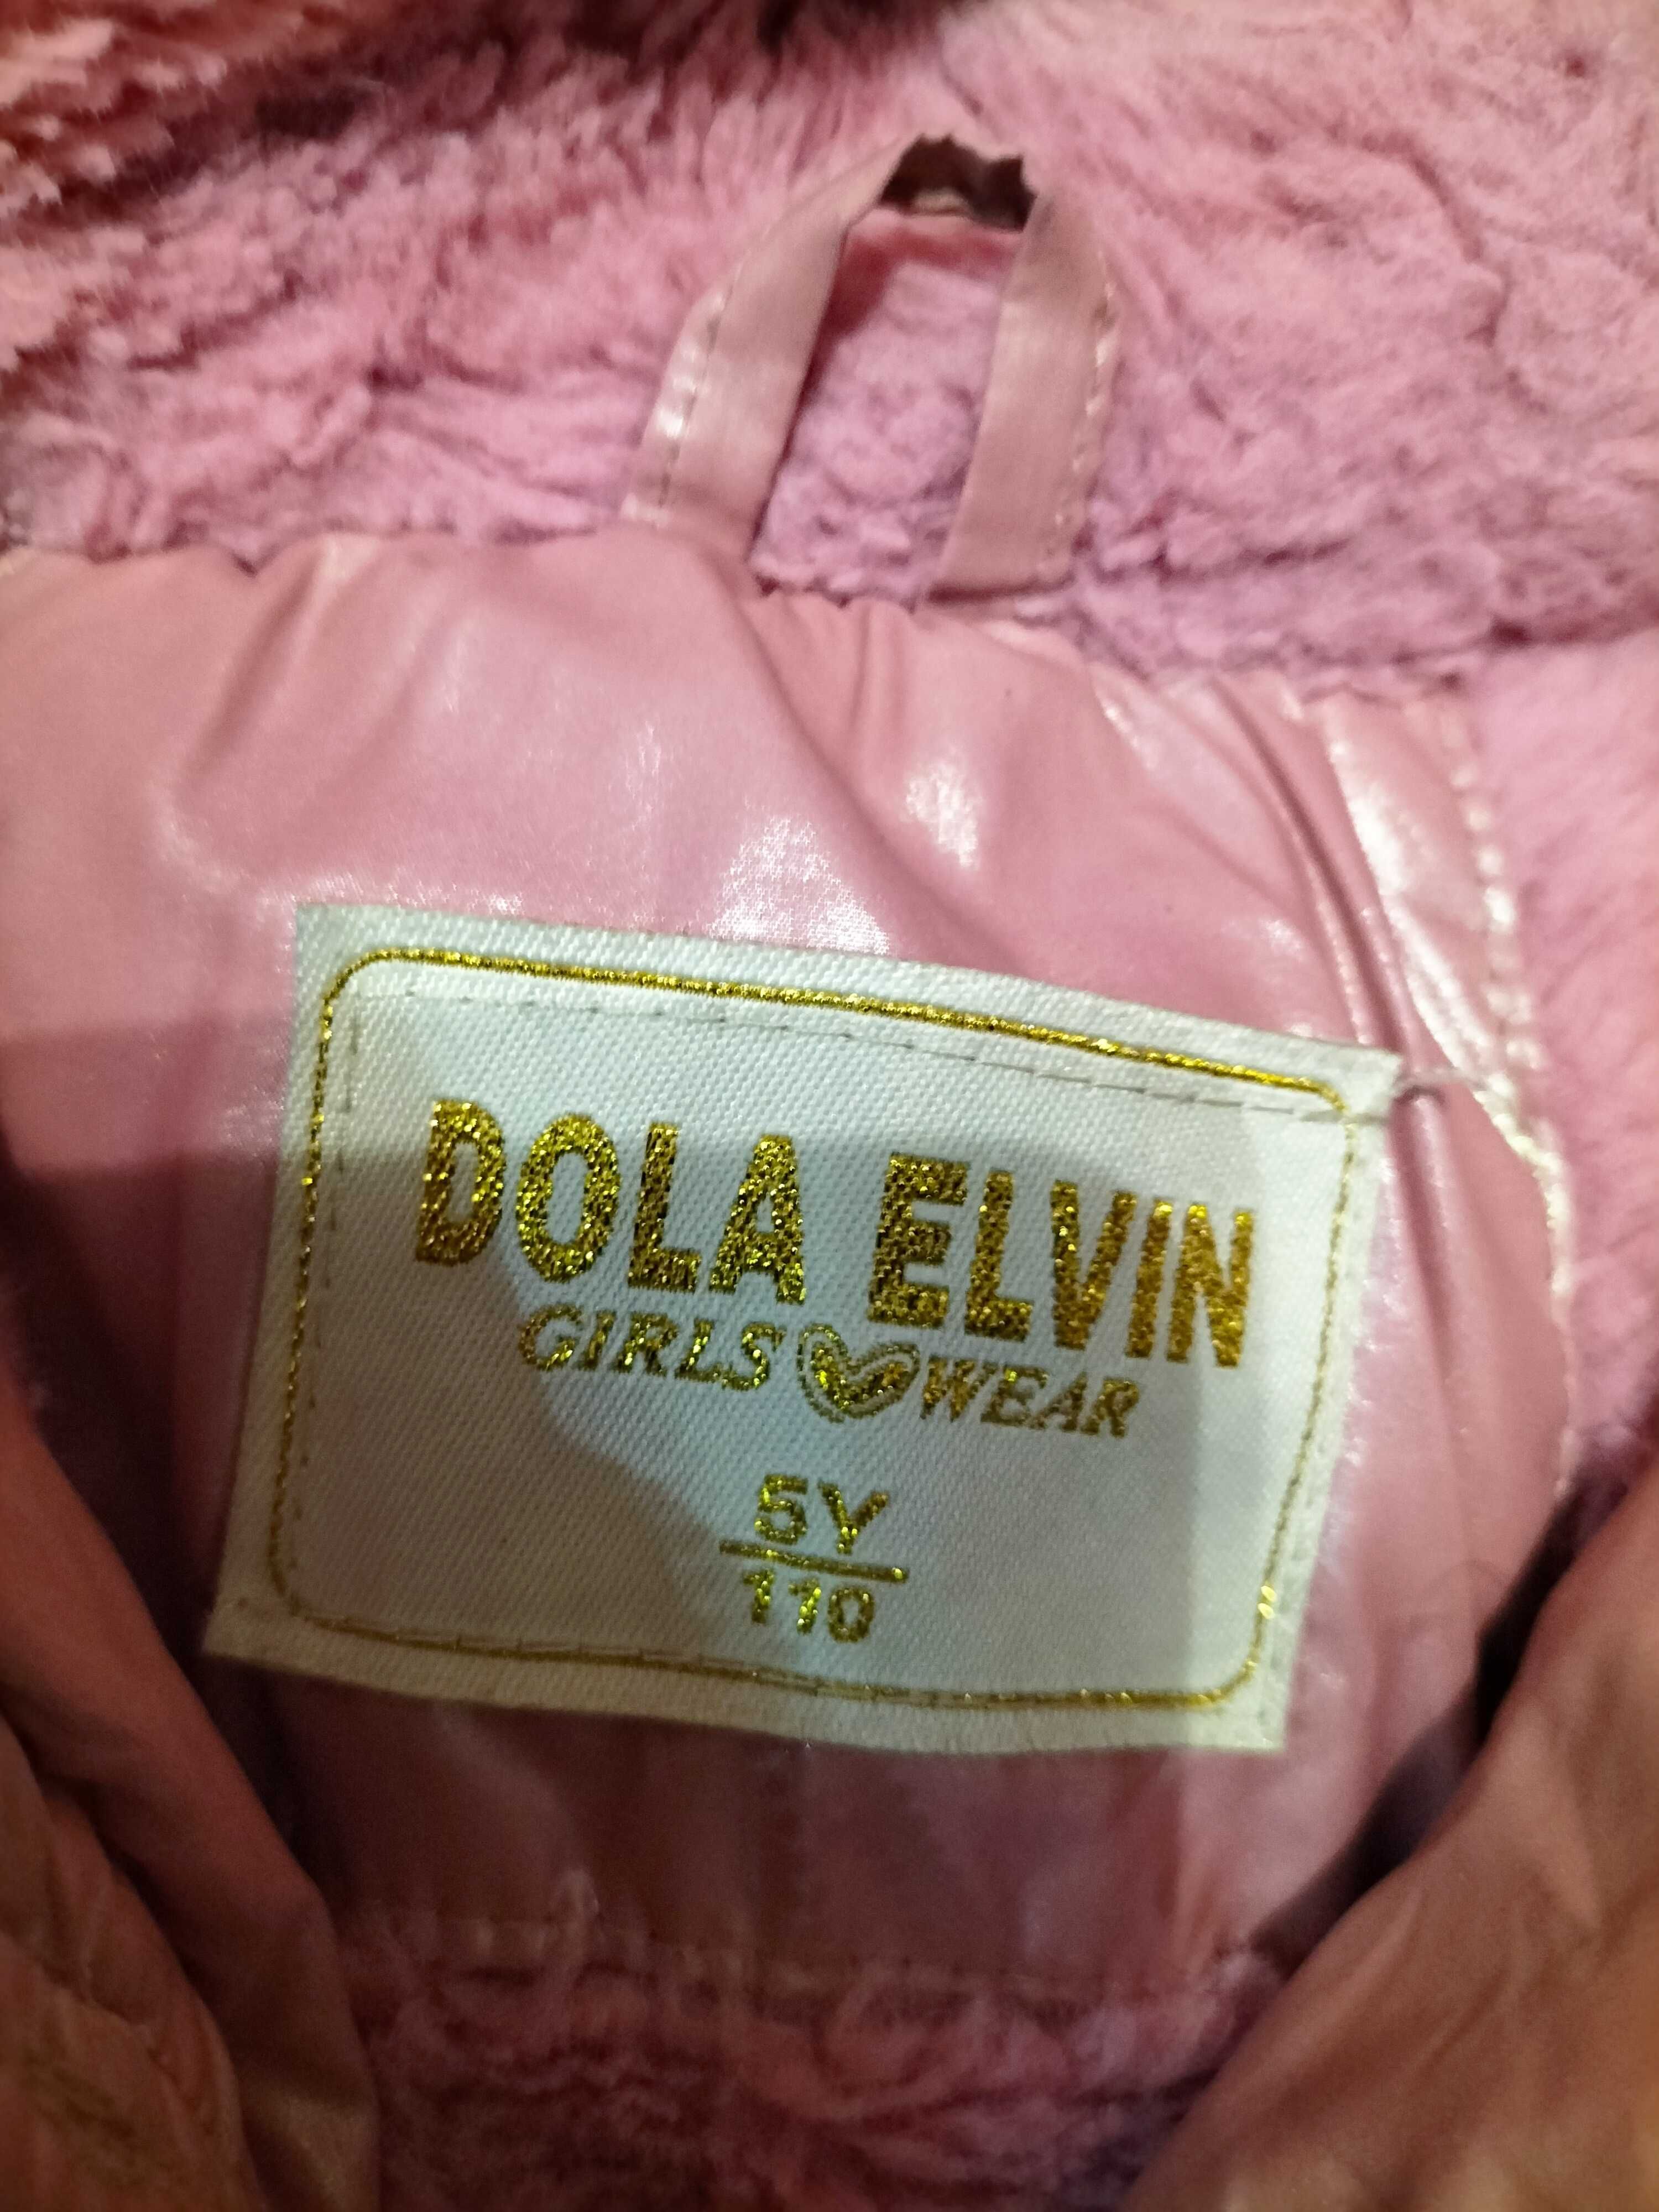 DOLA ELVIN
GIRLS WEAR
5Y
110